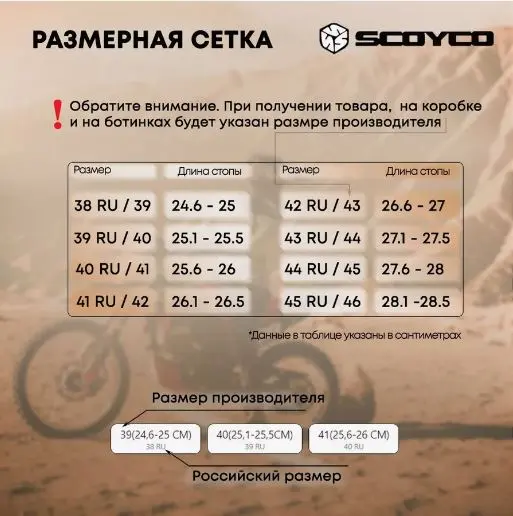 РАЗМЕРНАЯ СЕТКА
SCOYCO
! Обратите внимание. При получении товара, на коробке
и на ботинках будет указан размре производителя
Размер Длина стопы Размер Длина стопы
38 RU / 39 24.6 - 25 42 RU / 43 26.6 - 27
39 RU / 40 25.1 - 25.5 43 RU / 44 27.1 - 27.5
40 RU / 41 25.6 - 26 44 RU / 45 27.6 - 28
41 RU / 42 26.1 - 26.5 45 RU / 46 28.1 -28.5
*Данные в таблице указаны в сантиметрах
Размер производителя
39(24,6-25 СМ) 40(25,1-25,5СМ) 41(25,6-26 СМ)
38 RU 39 RU 40 RU
Российский размер